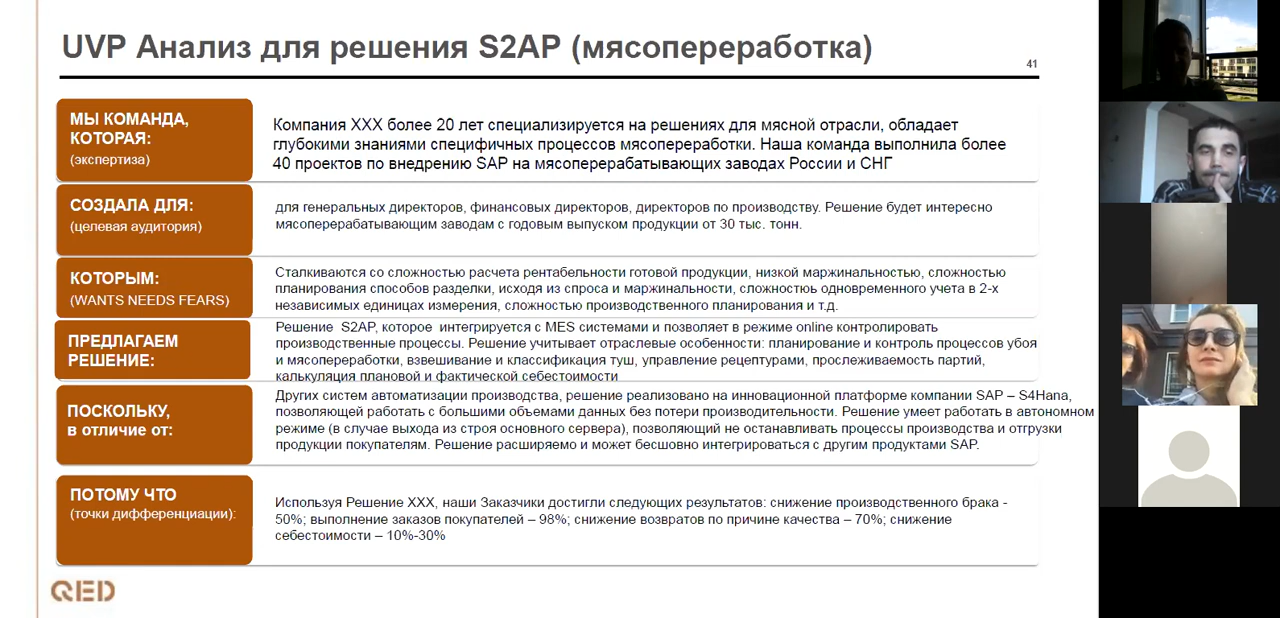 UVP Анализ для решения S2AP (мясопереработка)
41
МЫ КОМАНДА,
КОТОРАЯ:
(экспертиза)
Компания XXX более 20 лет специализируется на решениях для мясной отрасли, обладает
глубокими знаниями специфичных процессов мясопереработки. Наша команда выполнила более
40 проектов по внедрению SAP на мясоперерабатывающих заводах России и СНГ
СОЗДАЛА ДЛЯ:
(целевая аудитория)
для генеральных директоров, финансовых директоров, директоров по производству. Решение будет интересно
мясоперерабатывающим заводам с годовым выпуском продукции от 30 тыс. тонн.
КОТОРЫМ:
(WANTS NEEDS FEARS)
Сталкиваются со сложностью расчета рентабельности готовой продукции, низкой маржинальностью, сложностью
планирования способов разделки, исходя из спроса и маржинальности, сложностью одновременного учета в 2-х
независимых единицах измерения, сложностью производственного планирования и т.д.
ПРЕДЛАГАЕМ
РЕШЕНИЕ:
Решение S2AP, которое интегрируется с MES системами и позволяет в режиме online контролировать
производственные процессы. Решение учитывает отраслевые особенности: планирование и контроль процессов убоя
и мясопереработки, взвешивание и классификация туш, управление рецептурами, прослеживаемость партий,
калькуляция плановой и фактической себестоимости
ПОСКОЛЬКУ,
в отличие от:
Других систем автоматизации производства, решение реализовано на инновационной платформе компании SAP – S4Hana,
позволяющей работать с большими объемами данных без потери производительности. Решение умеет работать в автономном
режиме (в случае выхода из строя основного сервера), позволяющий не останавливать процессы производства и отгрузки
продукции покупателям. Решение расширяемо и может бесшовно интегрироваться с другим продуктами SAP.
ПОТОМУ ЧТО
(точки дифференциации):
Используя Решение XXX, наши Заказчики достигли следующих результатов: снижение производственного брака -
50%; выполнение заказов покупателей – 98%; снижение возвратов по причине качества – 70%; снижение
себестоимости – 10%-30%
QED